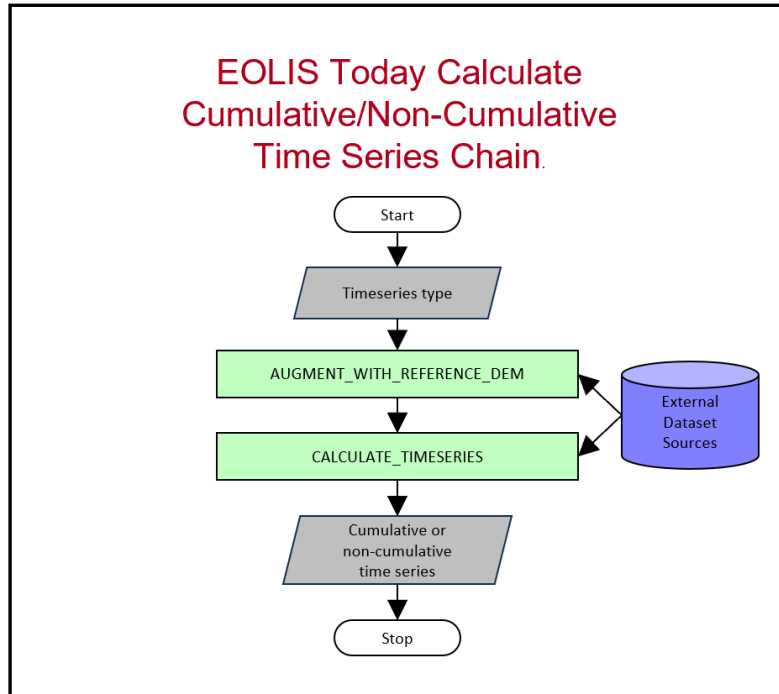 EOLIS Today Calculate
Cumulative/Non-Cumulative
Time Series Chain.
Start
Timeseries type
AUGMENT_WITH_REFERENCE_DEM
External
Dataset
Sources
CALCULATE_TIMESERIES
Cumulative or
non-cumulative
time series
Stop